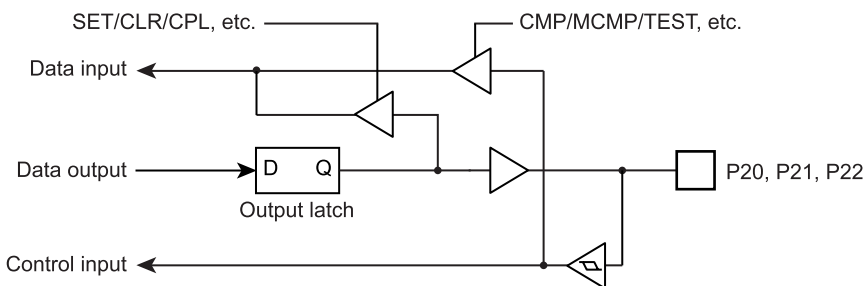 SET/CLR/CPL, etc.
CMP/MCMP/TEST, etc.
Data input
Data output
D Q
P20, P21, P22
Output latch
Control input